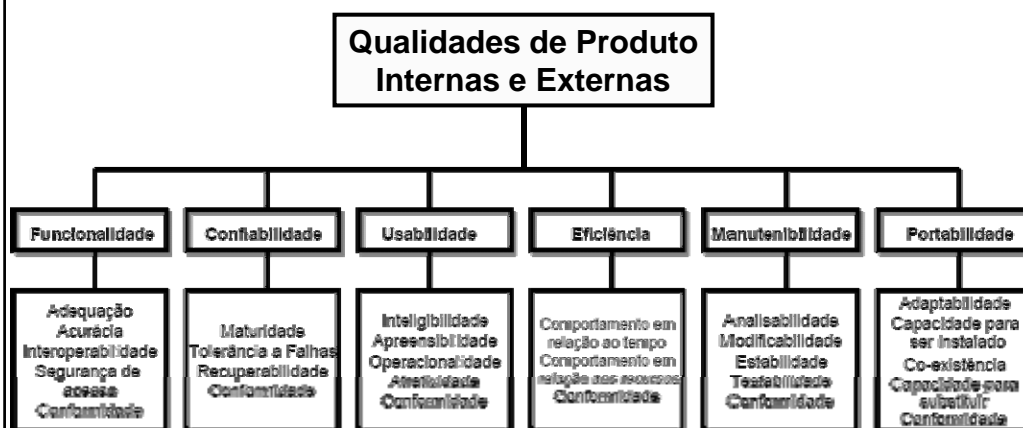 Qualidades de Produto
Internas e Externas
Funcionalidade
Confiabilidade
Usabilidade
Eficiência
Manutenibilidade
Portabilidade
Adequação
Acurácia
Interoperabilidade
Segurança de
acesso
Conformidade
Maturidade
Tolerância a Falhas
Recuperabilidade
Conformidade
Inteligibilidade
Apreensibilidade
Operacionalidade
Atratividade
Conformidade
Comportamento em
relação ao tempo
Comportamento em
relação aos recursos
Conformidade
Analisabilidade
Modificabilidade
Estabilidade
Testabilidade
Conformidade
Adaptabilidade
Capacidade para
ser instalado
Co-existência
Capacidade para
substituir
Conformidade